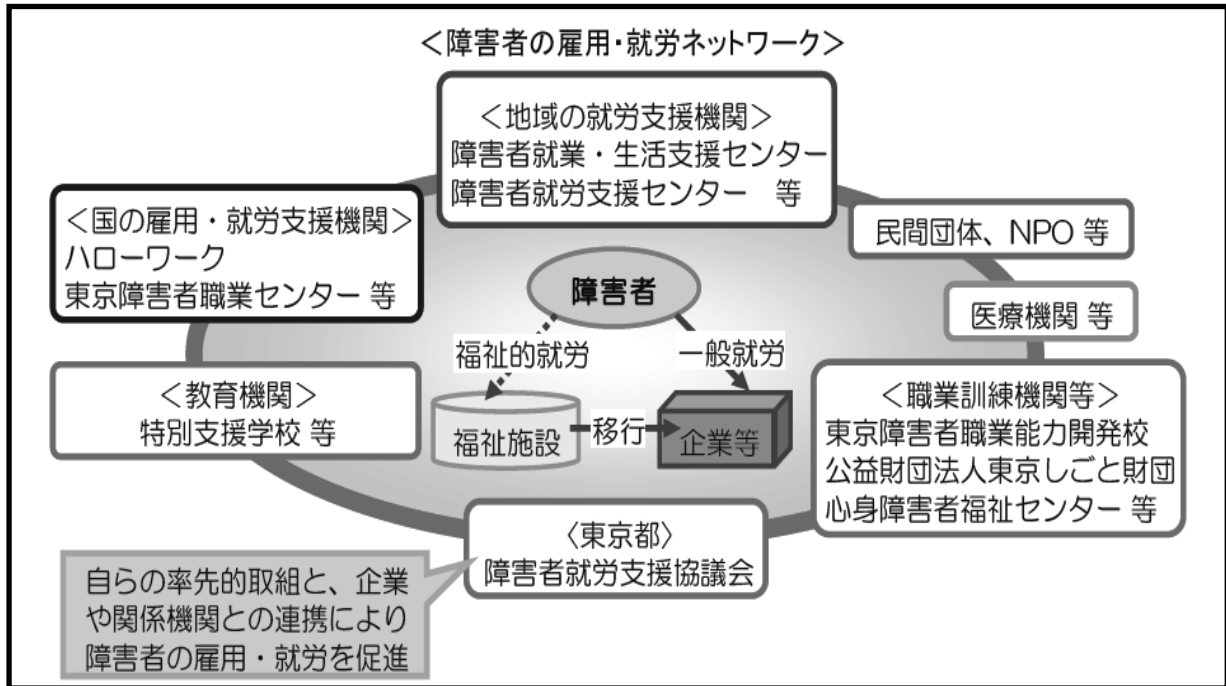 ＜障害者の雇用・就労ネットワーク＞
＜地域の就労支援機関＞
障害者就業・生活支援センター
障害者就労支援センター　等
＜国の雇用・就労支援機関＞
ハローワーク
東京障害者職業センター 等
民間団体、NPO 等
医療機関 等
障害者
福祉的就労
一般就労
＜教育機関＞
特別支援学校 等
福祉施設
移行
企業等
＜職業訓練機関等＞
東京障害者職業能力開発校
公益財団法人東京しごと財団
心身障害者福祉センター 等
〈東京都〉
障害者就労支援協議会
自らの率先的取組と、企業
や関係機関との連携により
障害者の雇用・就労を促進